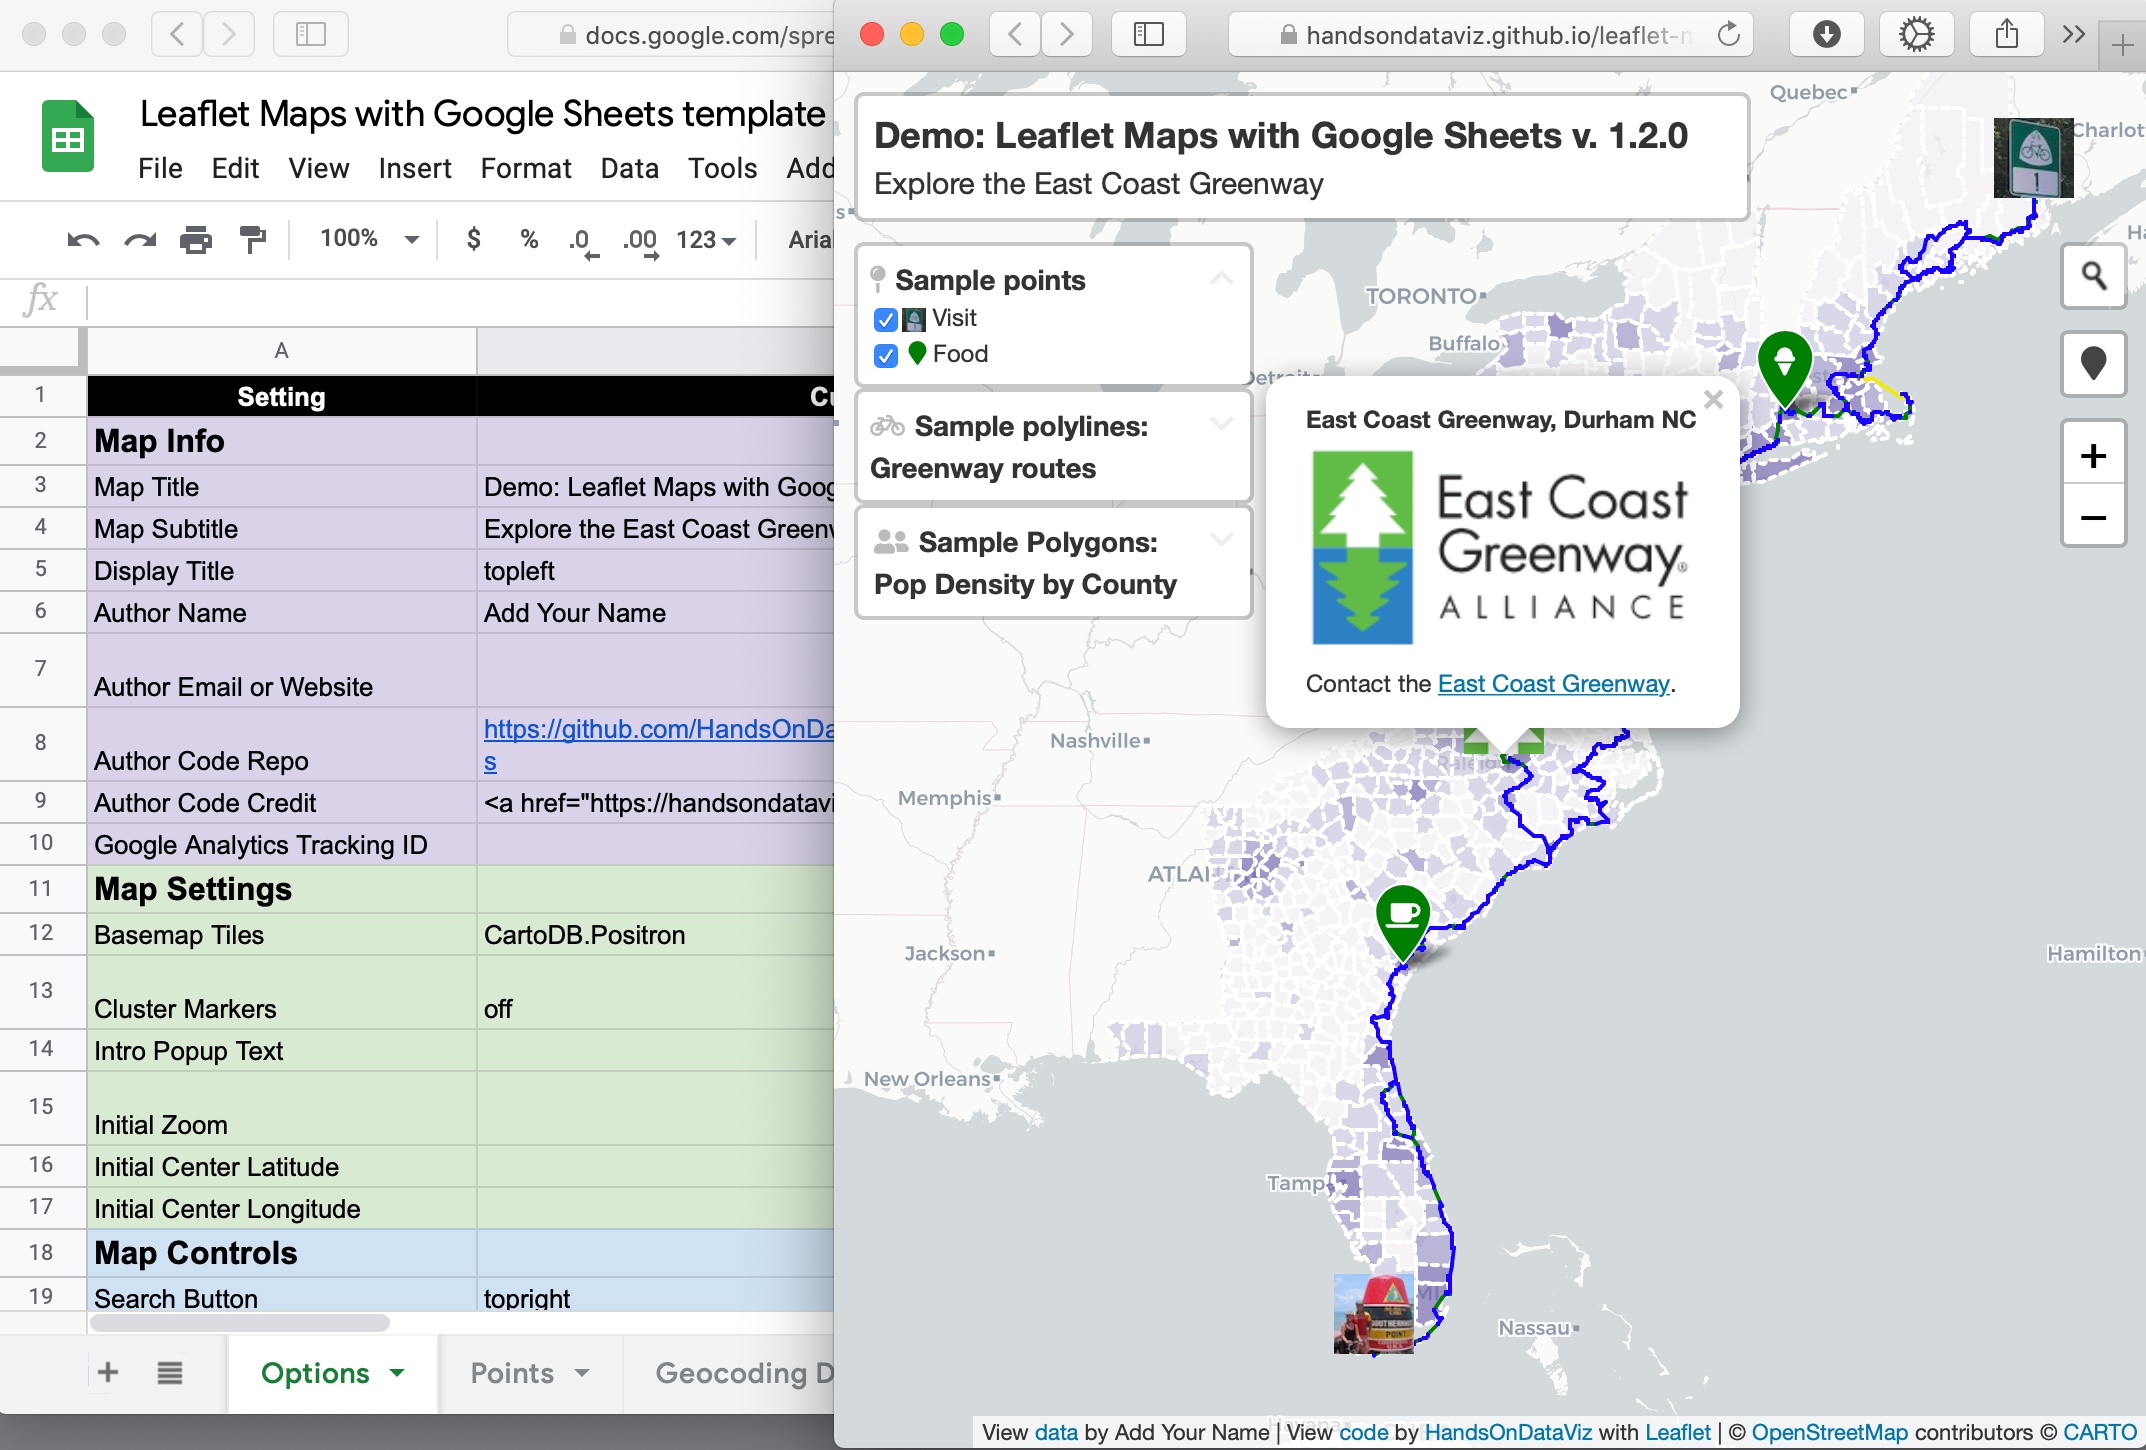 docs.google.com/spre
Leaflet Maps with Google Sheets template
File Edit View Insert Format Data Tools Add
100% $ % .0 .00 123 Aria
fx
A
1 Setting Cu
2 Map Info
3 Map Title Demo: Leaflet Maps with Goog
4 Map Subtitle Explore the East Coast Greenw
5 Display Title topleft
6 Author Name Add Your Name
7 Author Email or Website
8 Author Code Repo https://github.com/HandsOnDa
s
9 Author Code Credit <a href="https://handsondatavi
10 Google Analytics Tracking ID
11 Map Settings
12 Basemap Tiles CartoDB.Positron
13 Cluster Markers off
14 Intro Popup Text
15 Initial Zoom
16 Initial Center Latitude
17 Initial Center Longitude
18 Map Controls
19 Search Button topright
Options Points Geocoding D
handsondataviz.github.io/leaflet-m
Demo: Leaflet Maps with Google Sheets v. 1.2.0
Explore the East Coast Greenway
Sample points
Visit
Food
Sample polylines:
Greenway routes
Sample Polygons:
Pop Density by County
Quebec
Charlot
1
Ha
TORONTO
Buffalo
Detroit
East Coast Greenway, Durham NC
East Coast
Greenway®
ALLIANCE
Contact the East Coast Greenway.
Raleigh
Nashville
Memphis
ATLAN
Jackson
Hamilton
New Orleans
Tamp
MI
SOUTHERNMOST
POINT
Nassau
Havana
View data by Add Your Name | View code by HandsOnDataViz with Leaflet | © OpenStreetMap contributors © CARTO